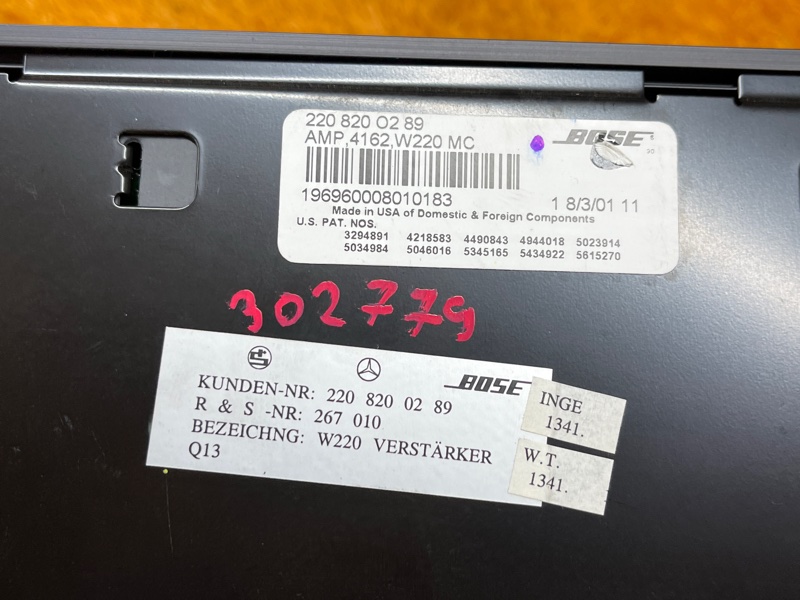 220 820 02 89
AMP,4162,W220 MC
BOSE
196960008010183
1 8/3/01 11
Made in USA of Domestic & Foreign Components
U.S. PAT. NOS.
3294891 4218583 4490843 4944018 5023914
5034984 5046016 5345165 5434922 5615270
302779
BOSE
KUNDEN-NR: 220 820 02 89
R & S -NR: 267 010
BEZEICHNG: W220 VERSTÄRKER
Q13
INGE
1341.
W.T.
1341.